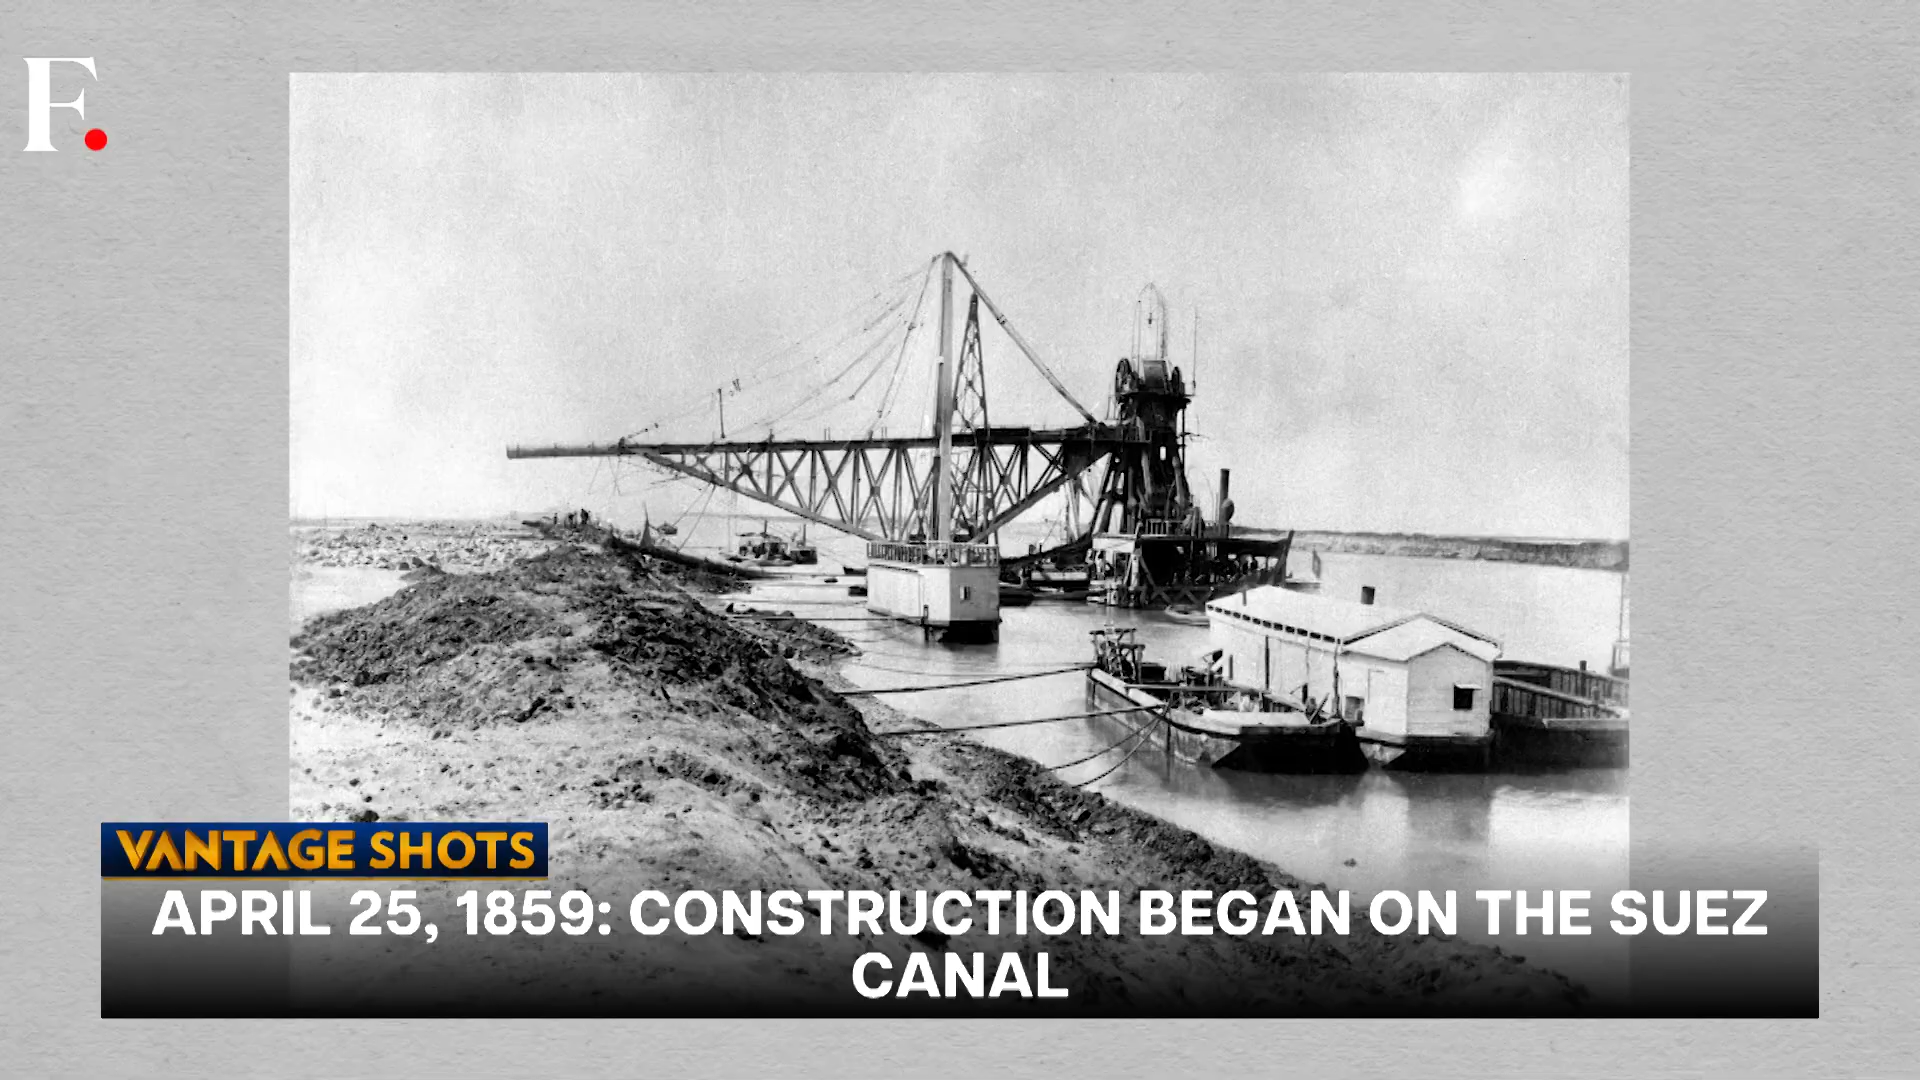 F.
VANTAGE SHOTS
APRIL 25, 1859: CONSTRUCTION BEGAN ON THE SUEZ
CANAL